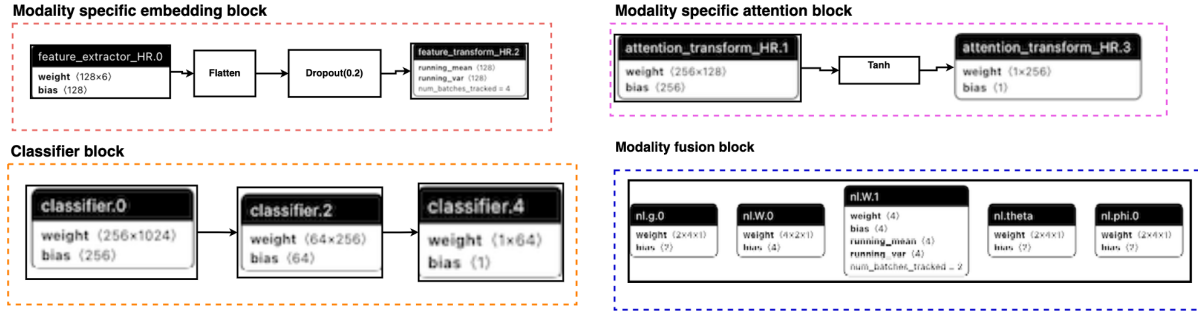 Modality specific embedding block
feature_extractor_HR.0
weight (128×6)
bias (128)
Flatten
Dropout(0.2)
feature_transform_HR.2
running_mean (128)
running_var (128)
num_batches_tracked = 4
Modality specific attention block
attention_transform_HR.1
weight (256×128)
bias (256)
Tanh
attention_transform_HR.3
weight (1×256)
bias (1)
Classifier block
classifier.0
weight (256×1024)
bias (256)
classifier.2
weight (64×256)
bias (64)
classifier.4
weight (1×64)
bias (1)
Modality fusion block
nl.g.0
weight (2×4×1)
bias (2)
nl.W.0
weight (4×2×1)
bias (4)
nl.W.1
weight (4)
bias (4)
running_mean (4)
running_var (4)
num_batches_tracked = 2
nl.theta
weight (2×4×1)
bias (2)
nl.phi.0
weight (2×4×1)
bias (2)